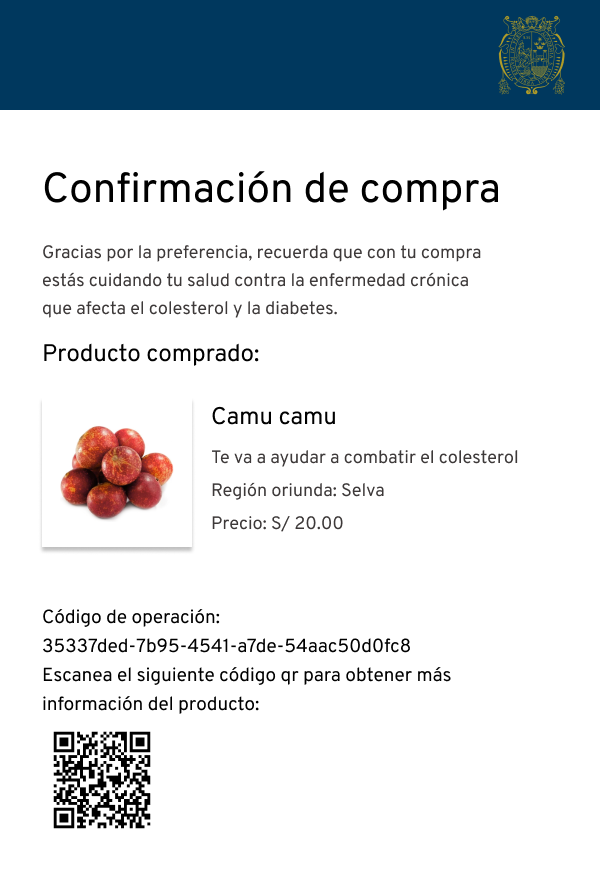 Confirmación de compra
Gracias por la preferencia, recuerda que con tu compra
estás cuidando tu salud contra la enfermedad crónica
que afecta el colesterol y la diabetes.
Producto comprado:
Camu camu
Te va a ayudar a combatir el colesterol
Región oriunda: Selva
Precio: S/ 20.00
Código de operación:
35337ded-7b95-4541-a7de-54aac50d0fc8
Escanea el siguiente código qr para obtener más
información del producto: